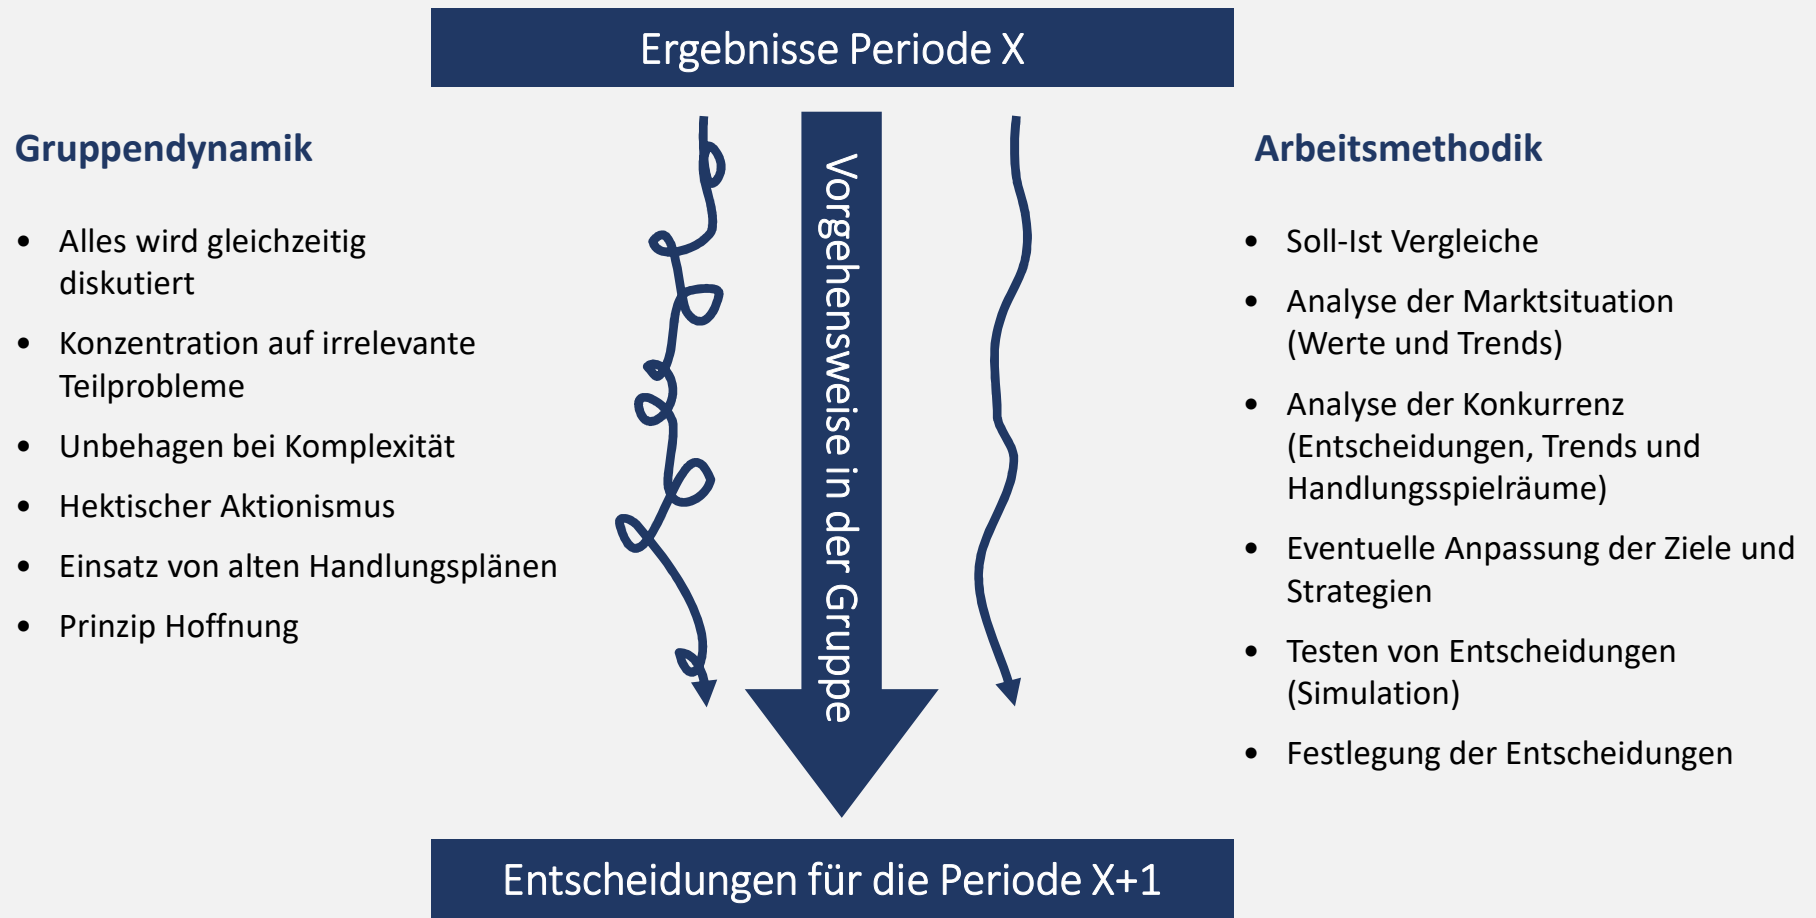 Ergebnisse Periode X
Gruppendynamik
• Alles wird gleichzeitig
diskutiert
• Konzentration auf irrelevante
Teilprobleme
• Unbehagen bei Komplexität
• Hektischer Aktionismus
• Einsatz von alten Handlungsplänen
• Prinzip Hoffnung
Vorgehensweise in der Gruppe
Arbeitsmethodik
• Soll-Ist Vergleiche
• Analyse der Marktsituation
(Werte und Trends)
• Analyse der Konkurrenz
(Entscheidungen, Trends und
Handlungsspielräume)
• Eventuelle Anpassung der Ziele und
Strategien
• Testen von Entscheidungen
(Simulation)
• Festlegung der Entscheidungen
Entscheidungen für die Periode X+1